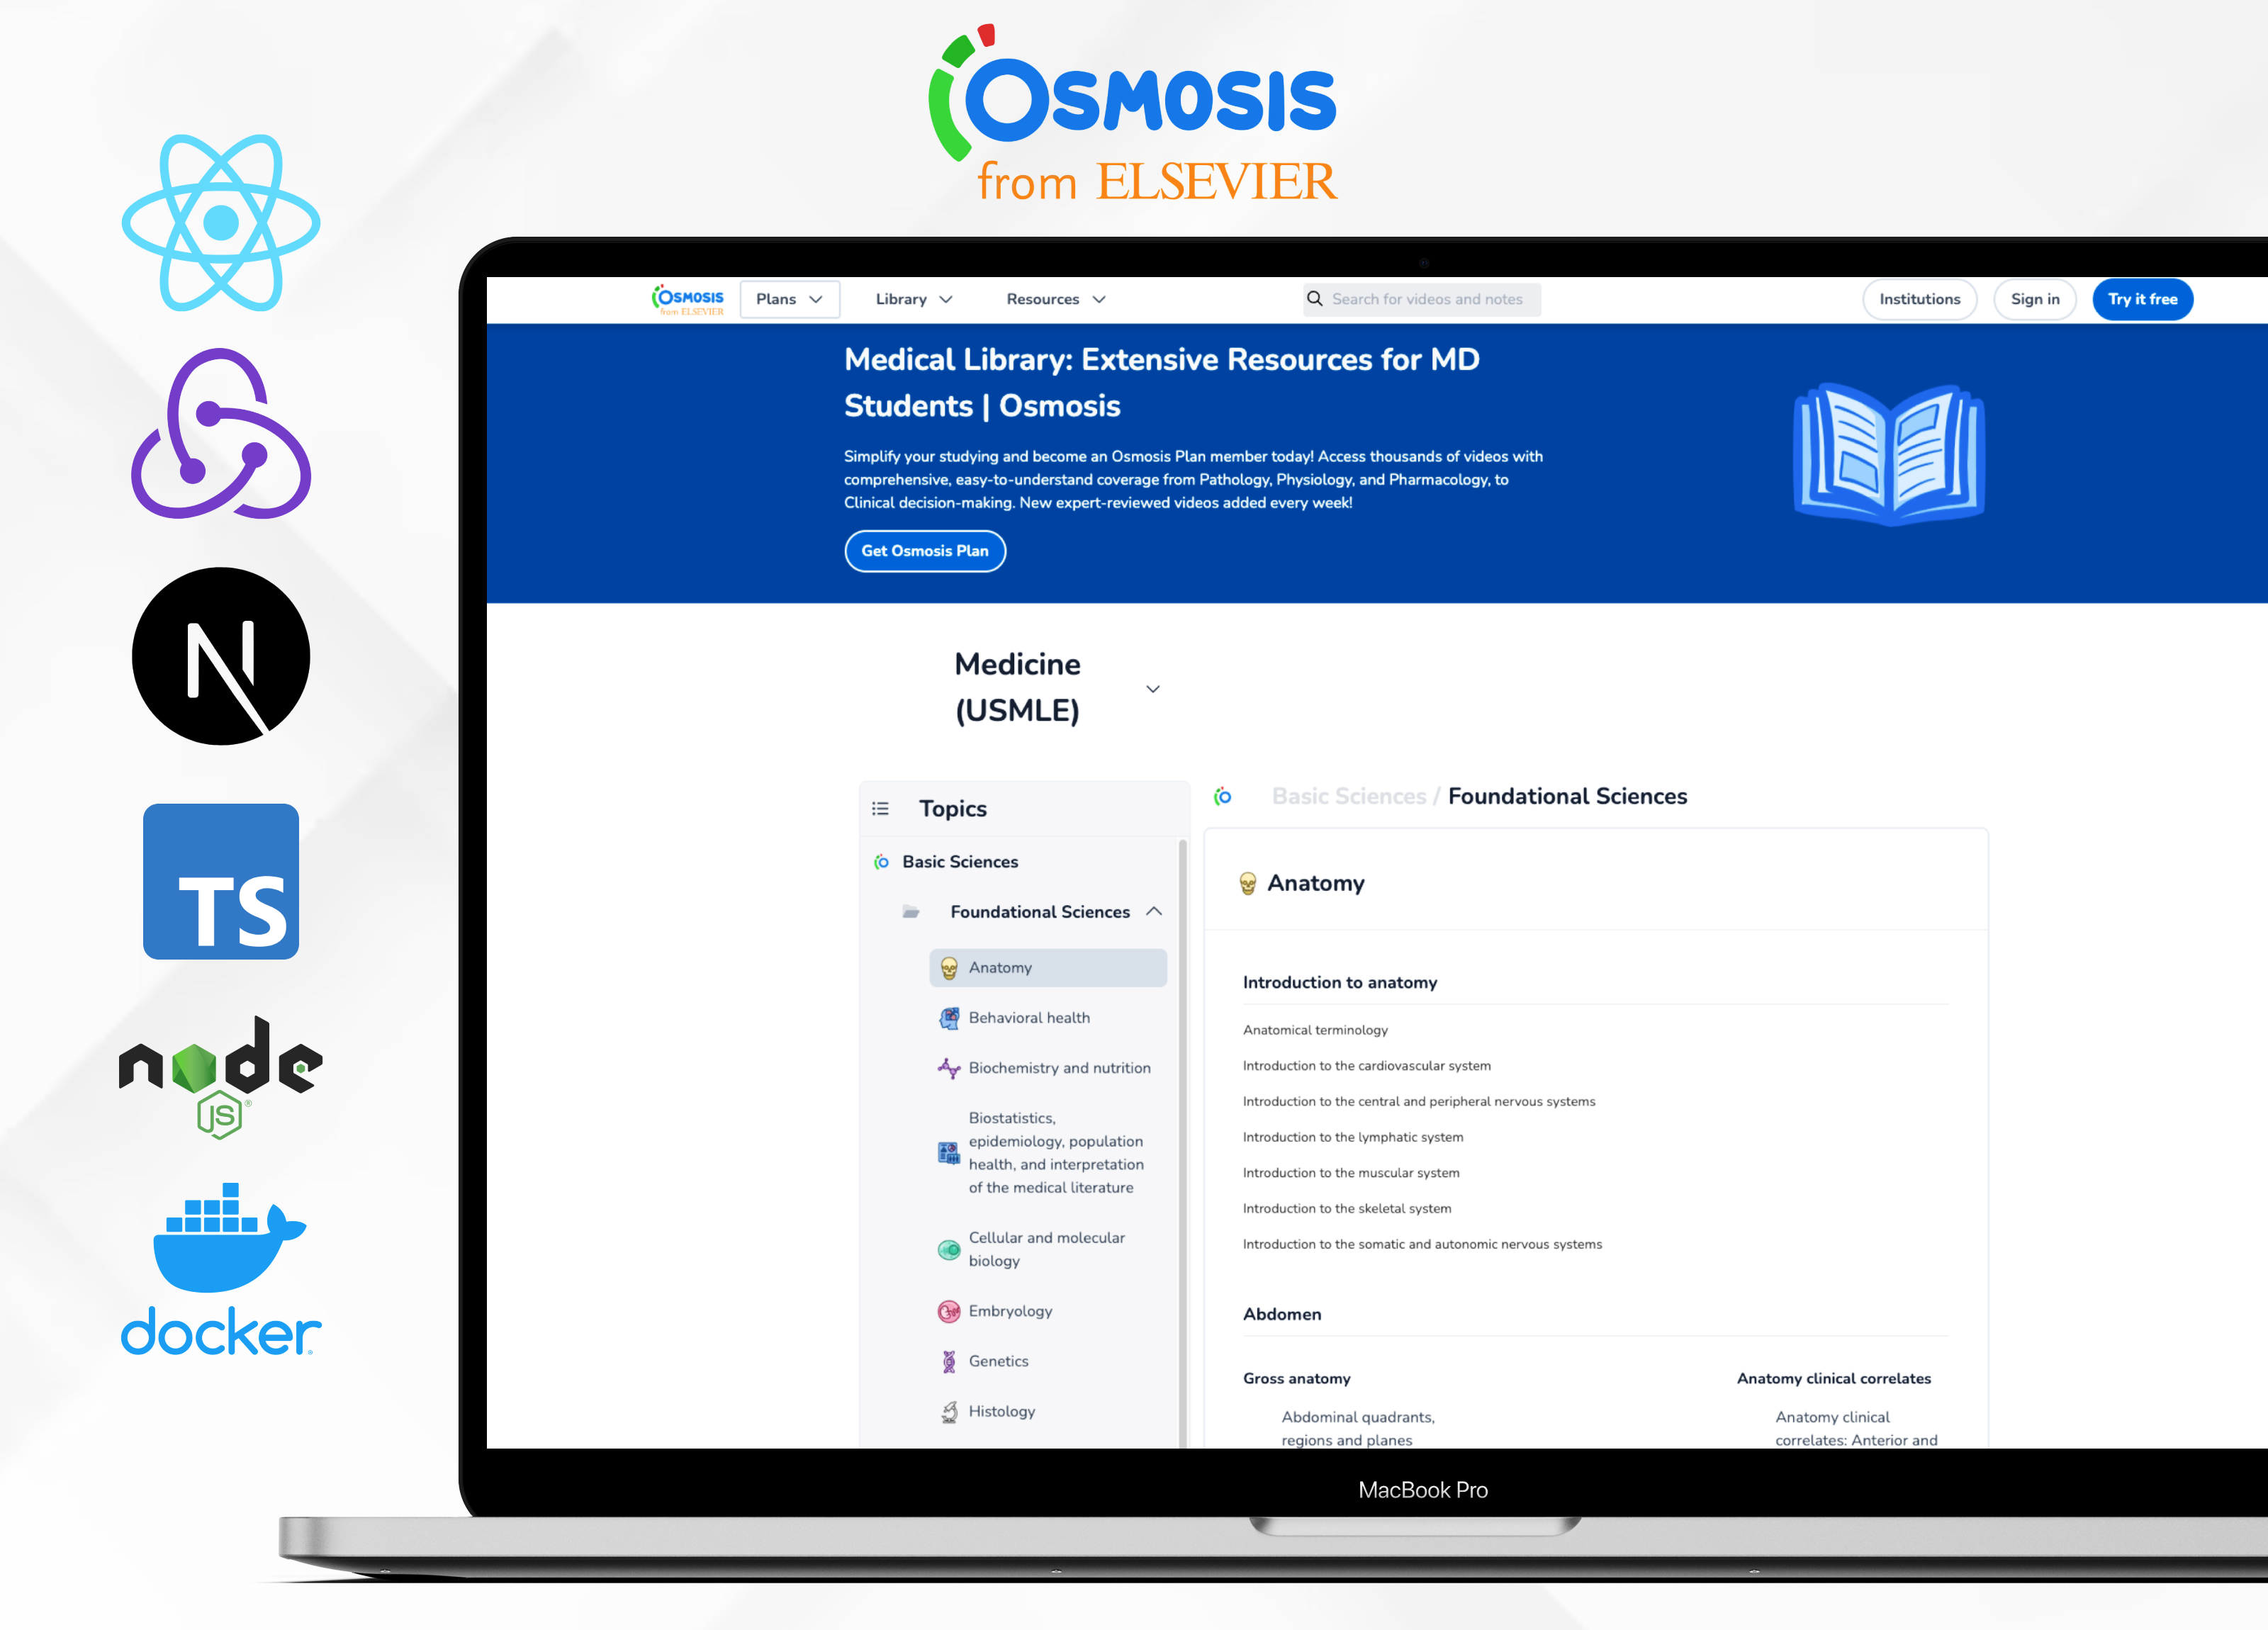 OSMOSIS
from ELSEVIER
OSMOSIS
from ELSEVIER
Plans
Library
Resources
Search for videos and notes
Institutions
Sign in
Try it free
Medical Library: Extensive Resources for MD
Students | Osmosis
Simplify your studying and become an Osmosis Plan member today! Access thousands of videos with
comprehensive, easy-to-understand coverage from Pathology, Physiology, and Pharmacology, to
Clinical decision-making. New expert-reviewed videos added every week!
Get Osmosis Plan
N
TS
node
JS®
docker
Medicine
(USMLE)
Topics
Basic Sciences
Foundational Sciences
Anatomy
Behavioral health
Biochemistry and nutrition
Biostatistics,
epidemiology, population
health, and interpretation
of the medical literature
Cellular and molecular
biology
Embryology
Genetics
Histology
Basic Sciences / Foundational Sciences
Anatomy
Introduction to anatomy
Anatomical terminology
Introduction to the cardiovascular system
Introduction to the central and peripheral nervous systems
Introduction to the lymphatic system
Introduction to the muscular system
Introduction to the skeletal system
Introduction to the somatic and autonomic nervous systems
Abdomen
Gross anatomy
Abdominal quadrants,
regions and planes
Anatomy clinical correlates
Anatomy clinical
correlates: Anterior and
MacBook Pro